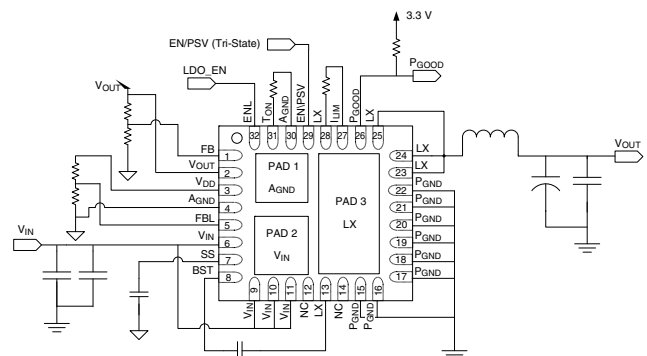 3.3 V
EN/PSV (Tri-State)
PGOOD
LDO_EN
VOUT
ENL
TON
AGND
EN\PSV
LX
ILIM
PGOOD
LX
32 31 30 29 28 27 26 25
FB 1
VOUT 2
VDD 3
AGND 4
FBL 5
VIN 6
SS 7
BST 8
VIN
PAD 1
AGND
PAD 2
VIN
PAD 3
LX
24 LX
23 LX
22 PGND
21 PGND
20 PGND
19 PGND
18 PGND
17 PGND
VOUT
9 10 11 12 13 14 15 16
VIN
VIN
VIN
NC
LX
NC
PGND
PGND